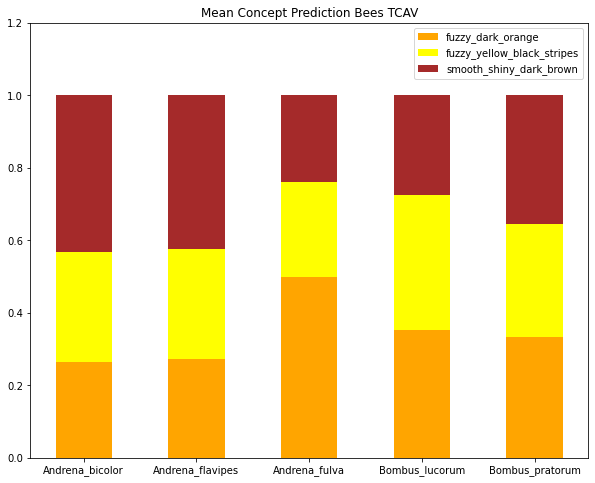 Mean Concept Prediction Bees TCAV
1.2
fuzzy_dark_orange
fuzzy_yellow_black_stripes
smooth_shiny_dark_brown
1.0
0.8
0.6
0.4
0.2
0.0
Andrena_bicolor Andrena_flavipes Andrena_fulva Bombus_lucorum Bombus_pratorum